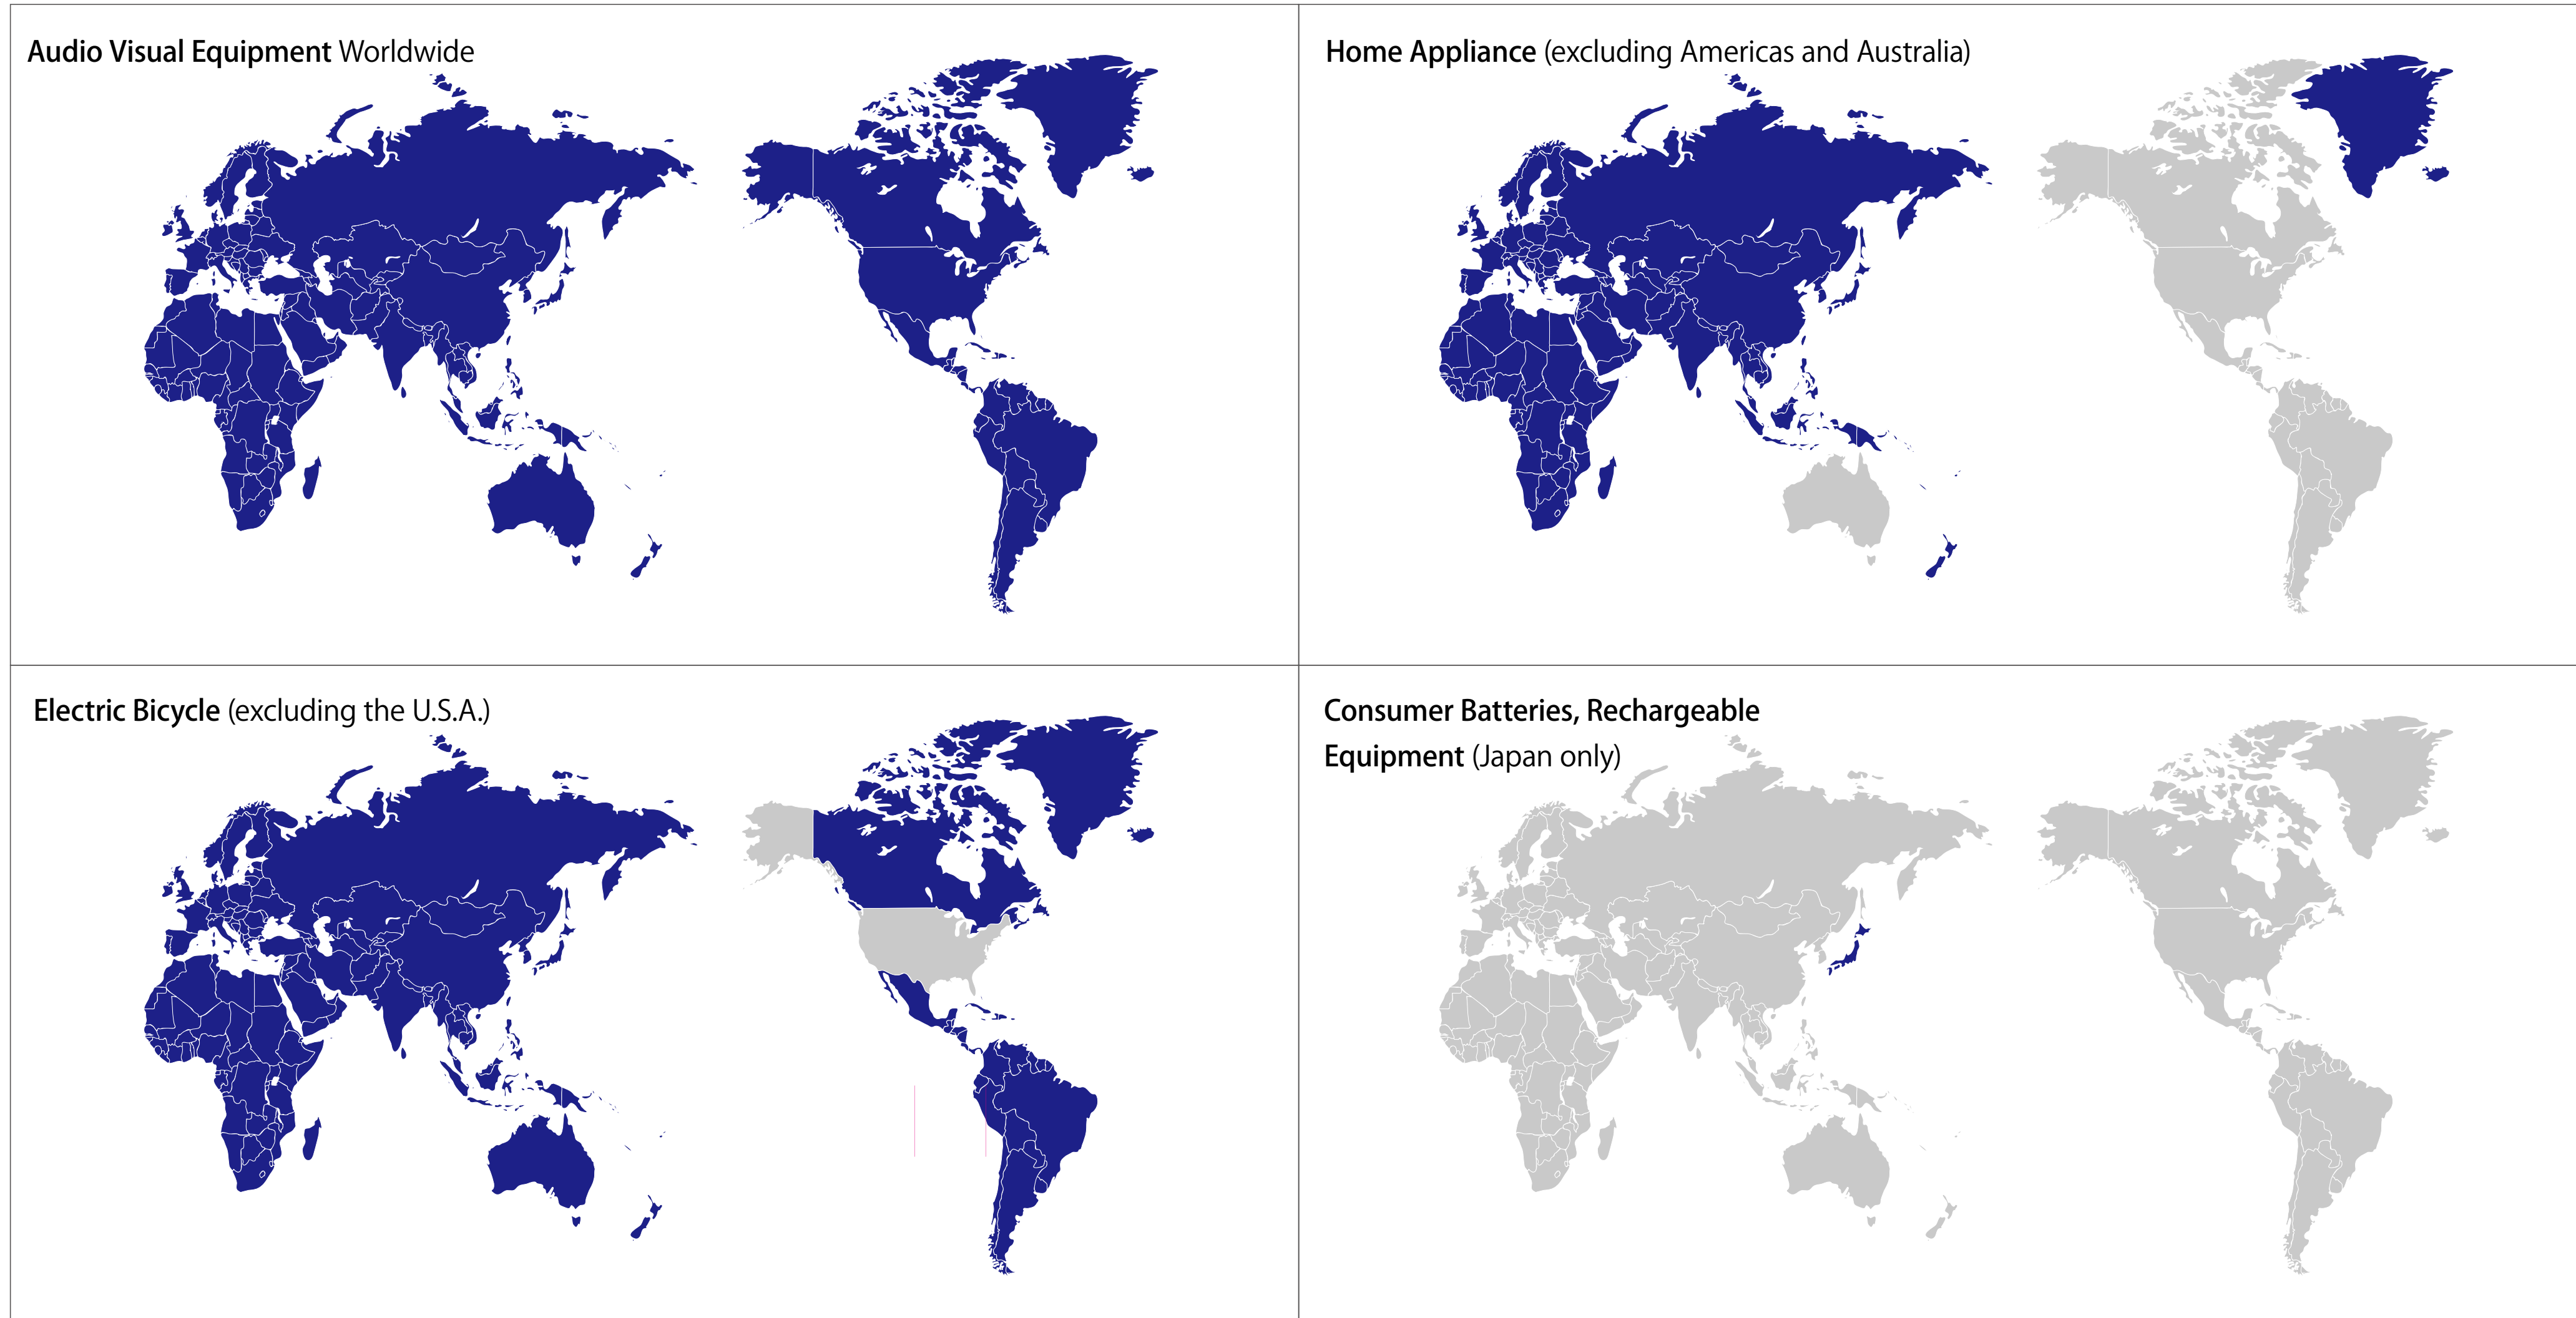 Audio Visual Equipment Worldwide
Home Appliance (excluding Americas and Australia)
Electric Bicycle (excluding the U.S.A.)
Consumer Batteries, Rechargeable
Equipment (Japan only)